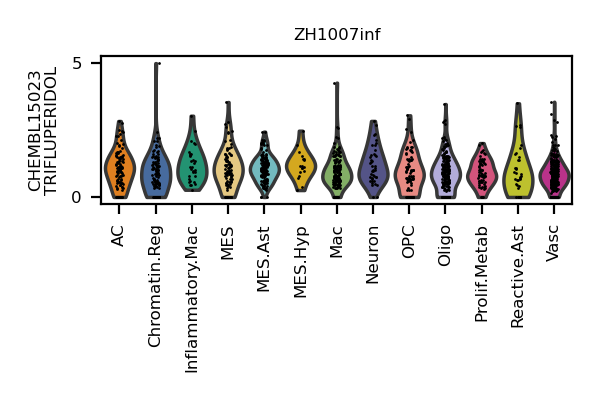 ZH1007inf
CHEMBL15023
TRIFLUPERIDOL
5
0
AC
Chromatin.Reg
Inflammatory.Mac
MES
MES.Ast
MES.Hyp
Mac
Neuron
OPC
Oligo
Prolif.Metab
Reactive.Ast
Vasc